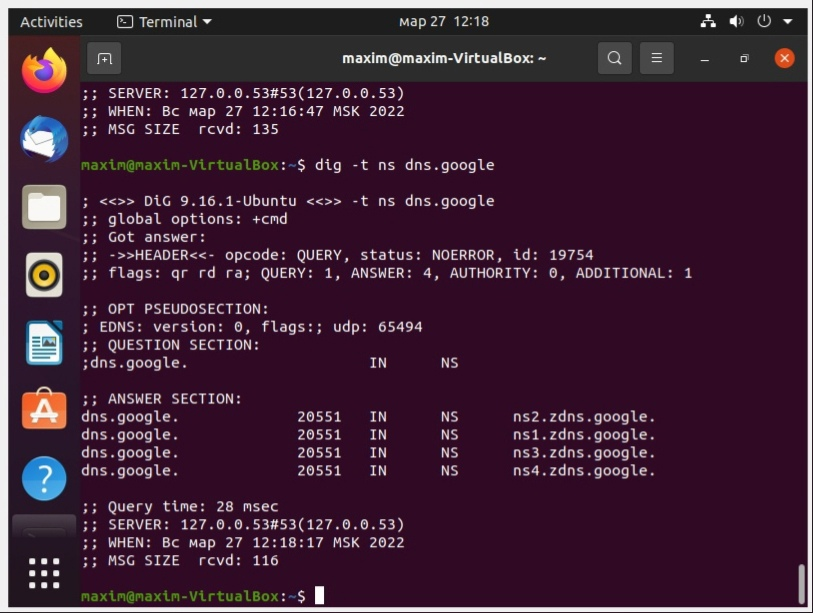 Activities
Terminal
мар 27 12:18
maxim@maxim-VirtualBox: ~
;; SERVER: 127.0.0.53#53(127.0.0.53)
;; WHEN: Вс мар 27 12:16:47 MSK 2022
;; MSG SIZE  rcvd: 135
maxim@maxim-VirtualBox:~$ dig -t ns dns.google
; <<>> DiG 9.16.1-Ubuntu <<>> -t ns dns.google
;; global options: +cmd
;; Got answer:
;; ->>HEADER<<- opcode: QUERY, status: NOERROR, id: 19754
;; flags: qr rd ra; QUERY: 1, ANSWER: 4, AUTHORITY: 0, ADDITIONAL: 1
;; OPT PSEUDOSECTION:
; EDNS: version: 0, flags:; udp: 65494
;; QUESTION SECTION:
;dns.google. IN NS
;; ANSWER SECTION:
dns.google. 20551 IN NS ns2.zdns.google.
dns.google. 20551 IN NS ns1.zdns.google.
dns.google. 20551 IN NS ns3.zdns.google.
dns.google. 20551 IN NS ns4.zdns.google.
;; Query time: 28 msec
;; SERVER: 127.0.0.53#53(127.0.0.53)
;; WHEN: Вс мар 27 12:18:17 MSK 2022
;; MSG SIZE  rcvd: 116
maxim@maxim-VirtualBox:~$